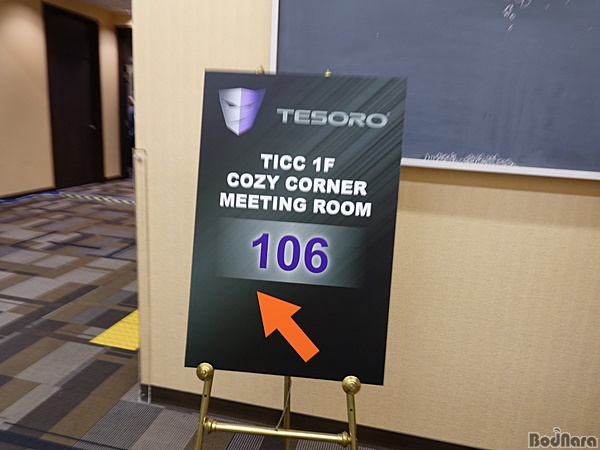 TESORO
TICC 1F
COZY CORNER
MEETING ROOM
106
BodNara